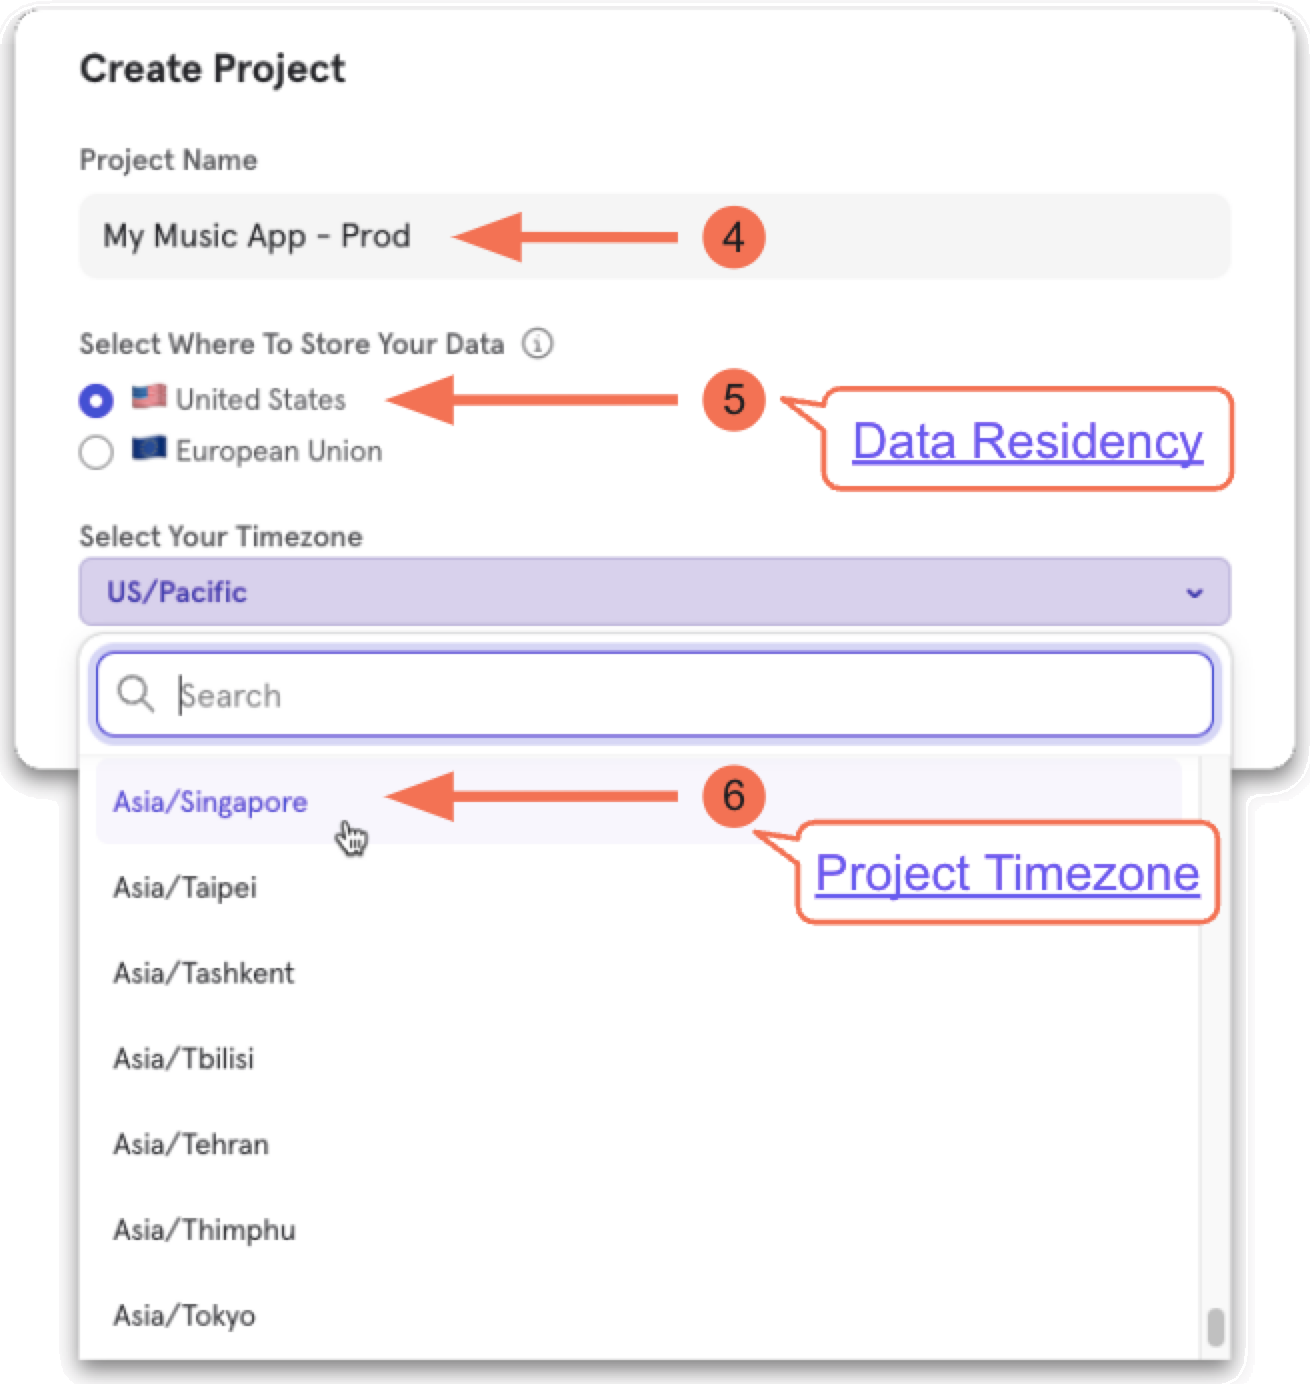 Create Project
Project Name
My Music App - Prod
4
Select Where To Store Your Data
United States
5
Data Residency
European Union
Select Your Timezone
US/Pacific
Search
Asia/Singapore
6
Project Timezone
Asia/Taipei
Asia/Tashkent
Asia/Tbilisi
Asia/Tehran
Asia/Thimphu
Asia/Tokyo